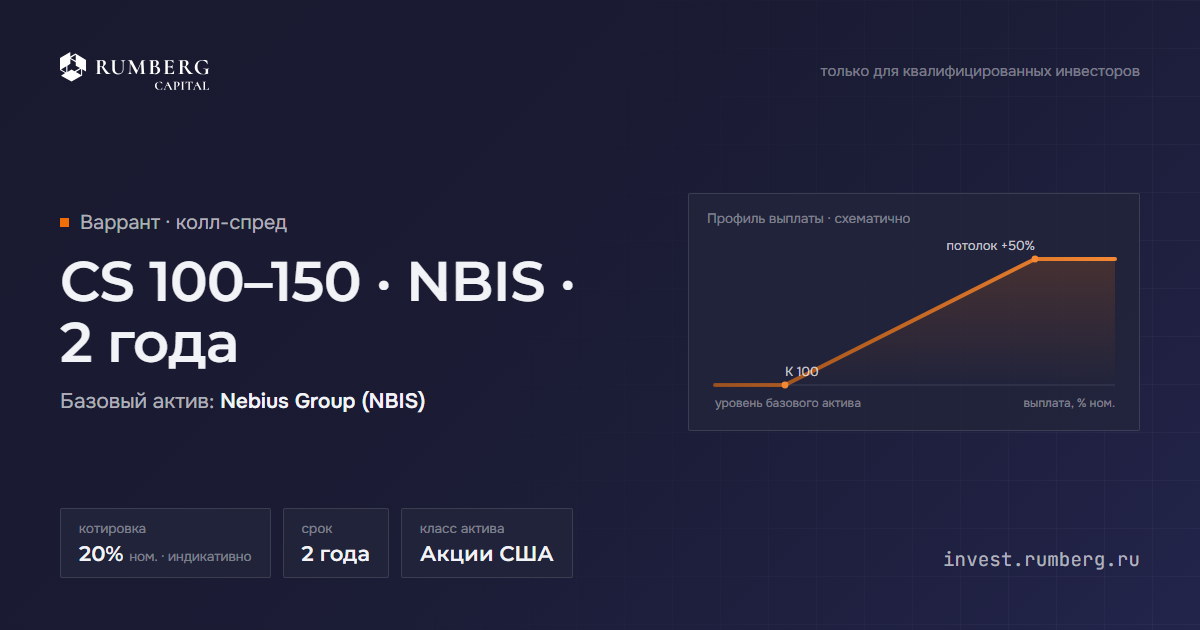 RUMBERG
CAPITAL
только для квалифицированных инвесторов
Варрант · колл-спред
CS 100–150 · NBIS ·
2 года
Базовый актив: Nebius Group (NBIS)
Профиль выплаты · схематично
потолок +50%
К 100
уровень базового актива
выплата, % ном.
котировка
20% ном. · индикативно
срок
2 года
класс актива
Акции США
invest.rumberg.ru